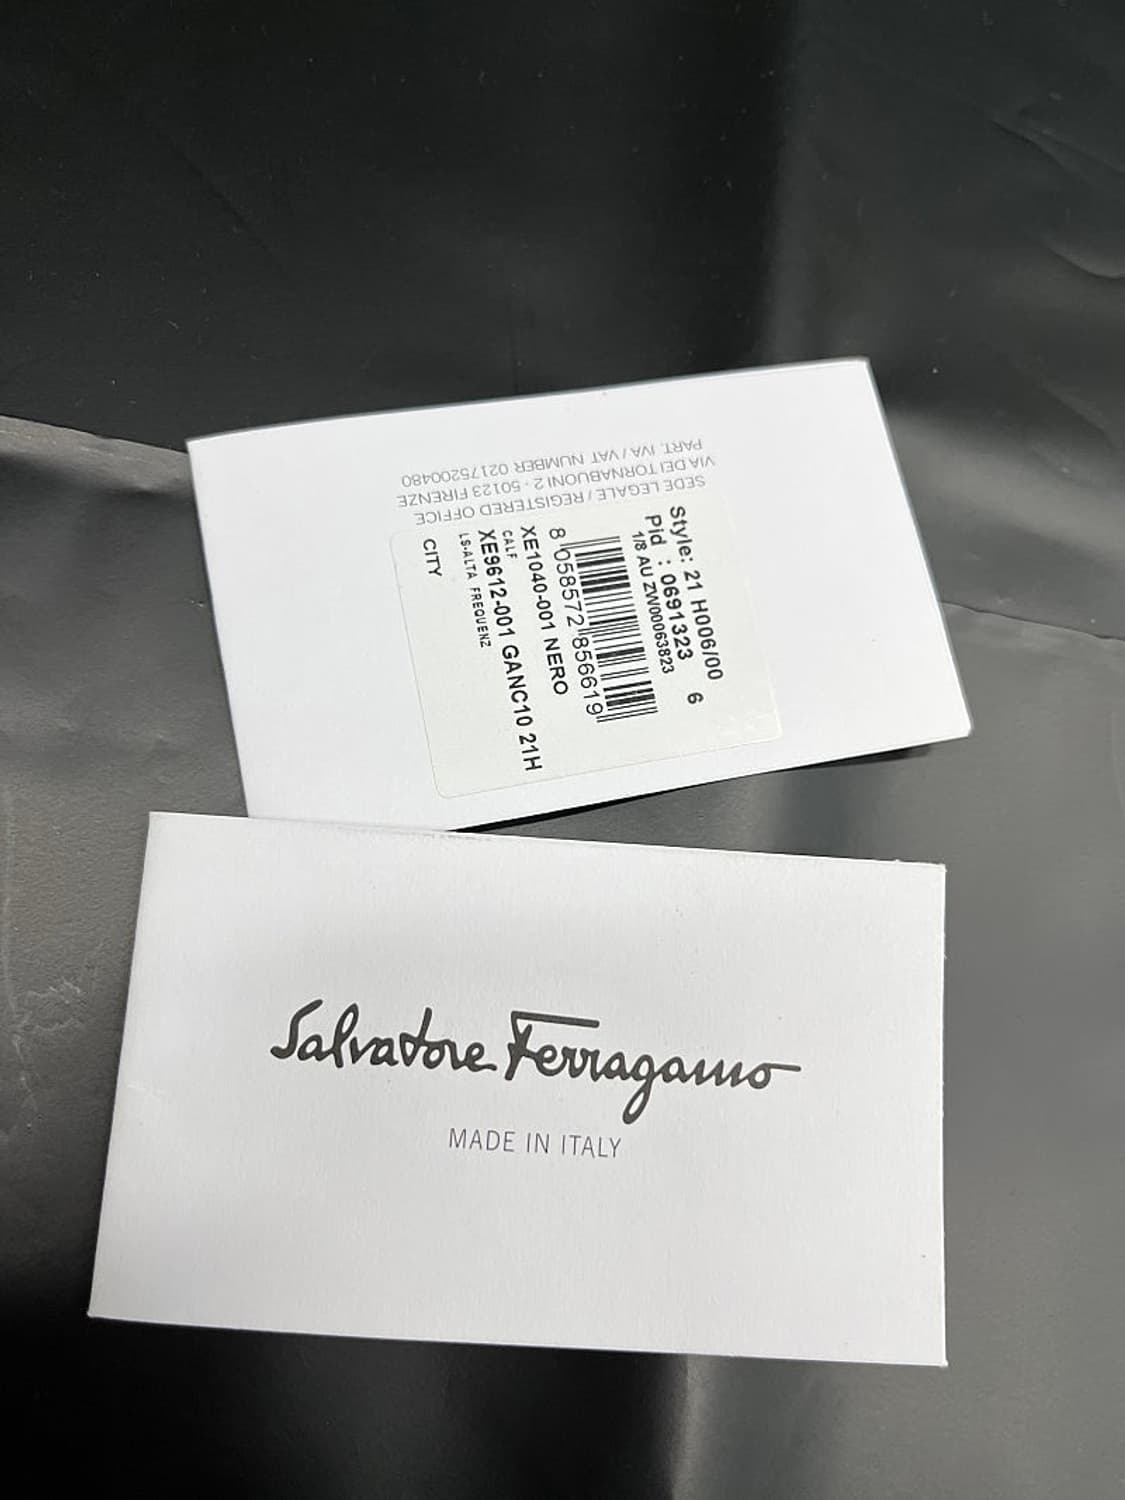 SEDE LEGALE / REGISTERED OFFICE
VIA DEI TORNABUONI 2 - 50123 FIRENZE
PART. IVA / VAT NUMBER 02175200480
Style: 21 H006/00
Pid : 0691323 6
1/8 AU ZW00063823
8 058572 856619
XE1040-001 NERO
CALF
XE9612-001 GANC10 21H
LS-ALTA FREQUENZ
CITY
Salvatore Ferragamo
MADE IN ITALY